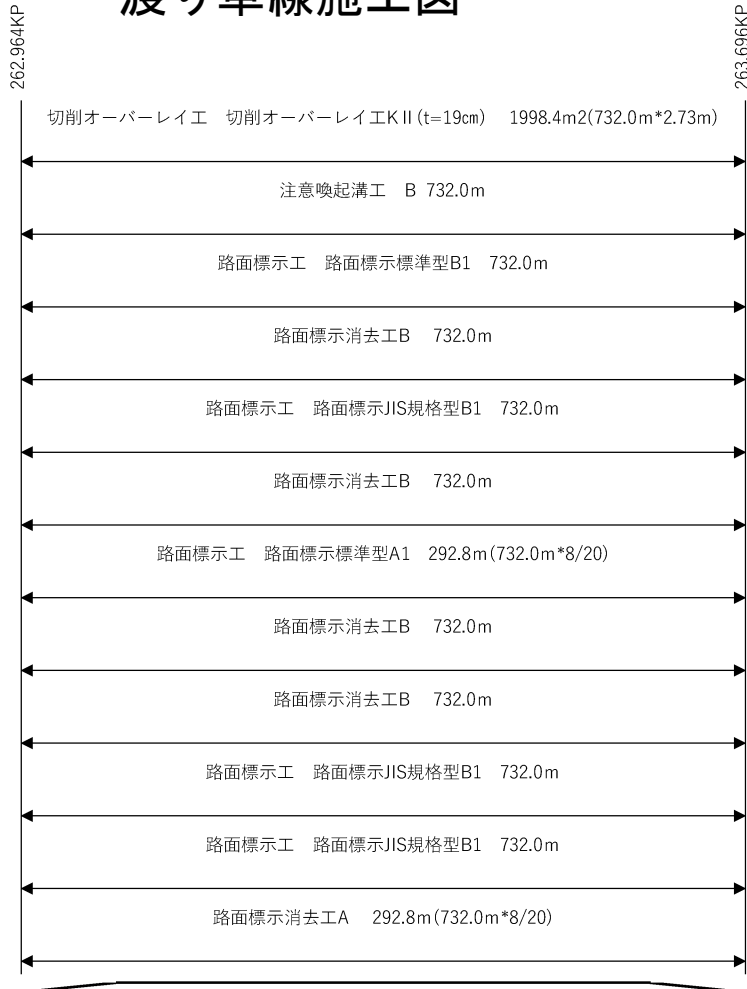 渡り車線施工図
262.964KP
263.696KP
切削オーバーレイ工　切削オーバーレイ工KⅡ(t=19㎝)　1998.4m2(732.0m*2.73m)
注意喚起溝工　B 732.0m
路面標示工　路面標示標準型B1　732.0m
路面標示消去工B　732.0m
路面標示工　路面標示JIS規格型B1　732.0m
路面標示消去工B　732.0m
路面標示工　路面標示標準型A1　292.8m(732.0m*8/20)
路面標示消去工B　732.0m
路面標示消去工B　732.0m
路面標示工　路面標示JIS規格型B1　732.0m
路面標示工　路面標示JIS規格型B1　732.0m
路面標示消去工A　292.8m(732.0m*8/20)